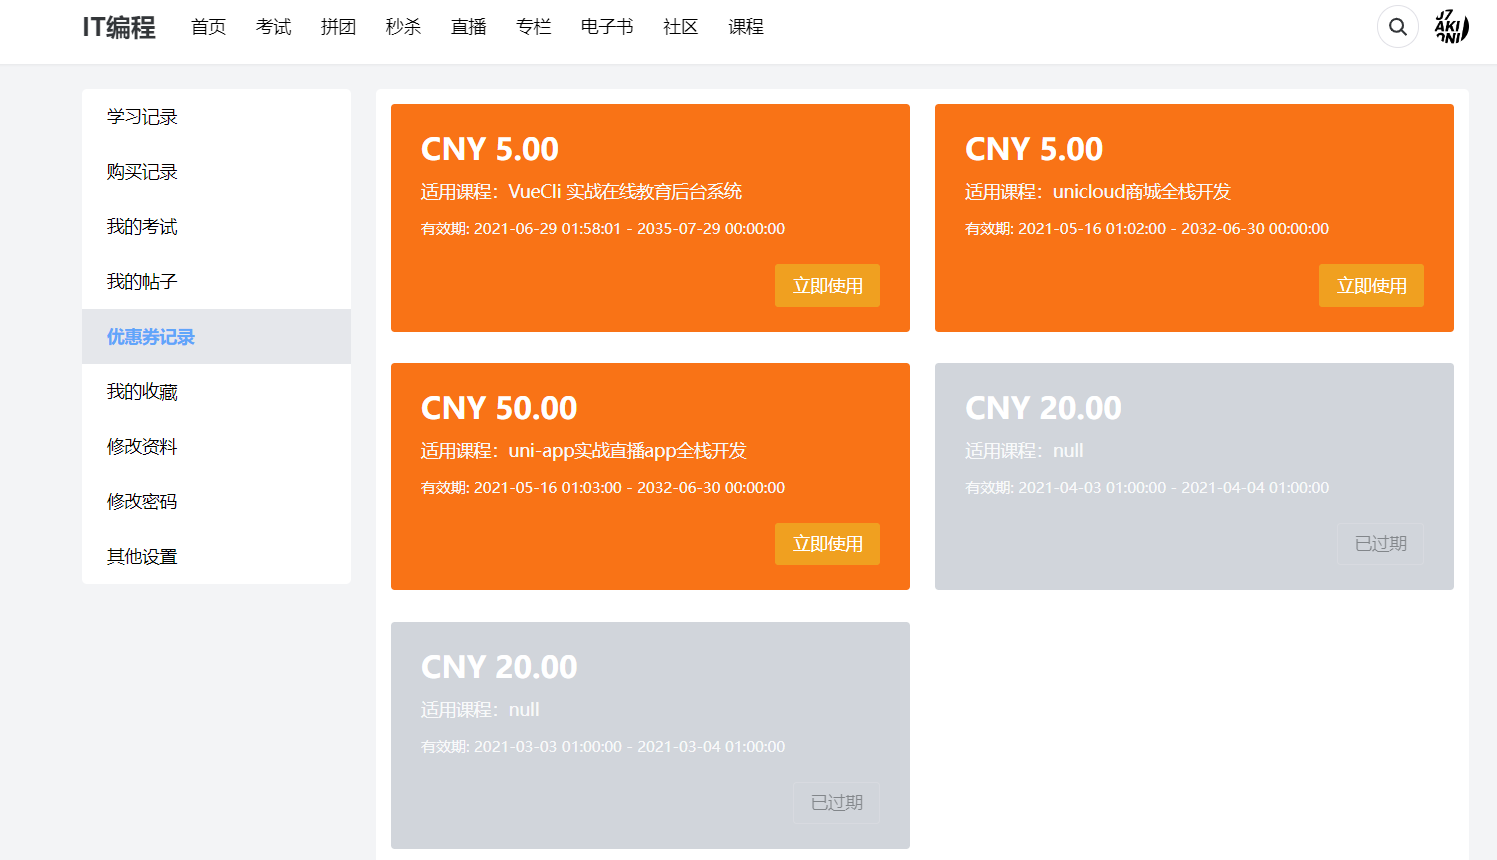 IT编程 首页 考试 拼团 秒杀 直播 专栏 电子书 社区 课程
学习记录
购买记录
我的考试
我的帖子
优惠券记录
我的收藏
修改资料
修改密码
其他设置
CNY 5.00
适用课程：VueCli 实战在线教育后台系统
有效期: 2021-06-29 01:58:01 - 2035-07-29 00:00:00
立即使用
CNY 5.00
适用课程：unicloud商城全栈开发
有效期: 2021-05-16 01:02:00 - 2032-06-30 00:00:00
立即使用
CNY 50.00
适用课程：uni-app实战直播app全栈开发
有效期: 2021-05-16 01:03:00 - 2032-06-30 00:00:00
立即使用
CNY 20.00
适用课程：null
有效期: 2021-04-03 01:00:00 - 2021-04-04 01:00:00
已过期
CNY 20.00
适用课程：null
有效期: 2021-03-03 01:00:00 - 2021-03-04 01:00:00
已过期